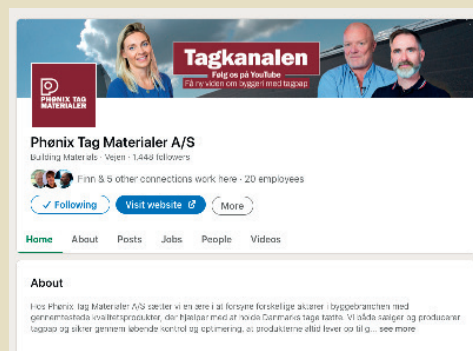 Tagkanalen
Følg os på YouTube
Få ny viden om byggeri med tagpap
PHØNIX TAG
MATERIALER
Phønix Tag Materialer A/S
Building Materials · Vejen · 1,448 followers
Finn & 5 other connections work here · 20 employees
✓ Following
Visit website
More
Home About Posts Jobs People Videos
About
Hos Phønix Tag Materialer A/S sætter vi en ære i at forsyne forskellige aktører i byggebranchen med
gennemtestede kvalitetsprodukter, der hjælper med at holde Danmarks tage tætte. Vi både sælger og producerer
tagpap og sikrer gennem løbende kontrol og optimering, at produkterne altid lever op til g... see more